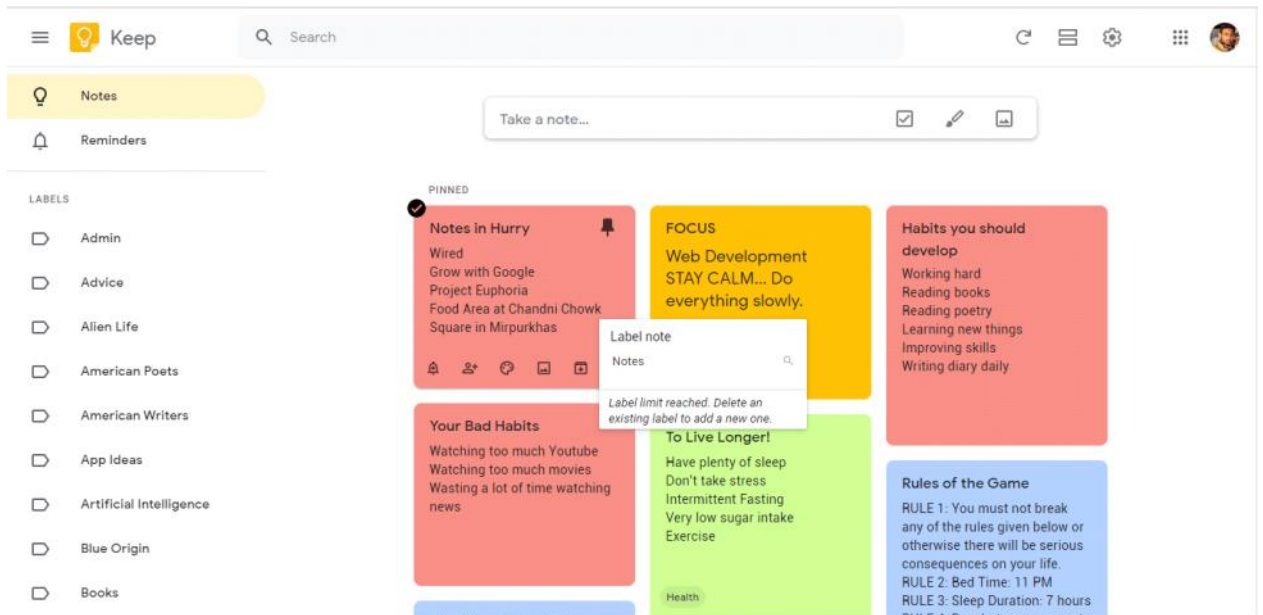 Keep
Search
Notes
Reminders
LABELS
Admin
Advice
Alien Life
American Poets
American Writers
App Ideas
Artificial Intelligence
Blue Origin
Books
Take a note...
PINNED
Notes in Hurry
Wired
Grow with Google
Project Euphoria
Food Area at Chandni Chowk
Square in Mirpurkhas
Your Bad Habits
Watching too much Youtube
Watching too much movies
Wasting a lot of time watching
news
FOCUS
Web Development
STAY CALM... Do
everything slowly.
Label note
Notes
Label limit reached. Delete an
existing label to add a new one.
To Live Longer!
Have plenty of sleep
Don't take stress
Intermittent Fasting
Very low sugar intake
Exercise
Health
Habits you should
develop
Working hard
Reading books
Reading poetry
Learning new things
Improving skills
Writing diary daily
Rules of the Game
RULE 1: You must not break
any of the rules given below or
otherwise there will be serious
consequences on your life.
RULE 2: Bed Time: 11 PM
RULE 3: Sleep Duration: 7 hours